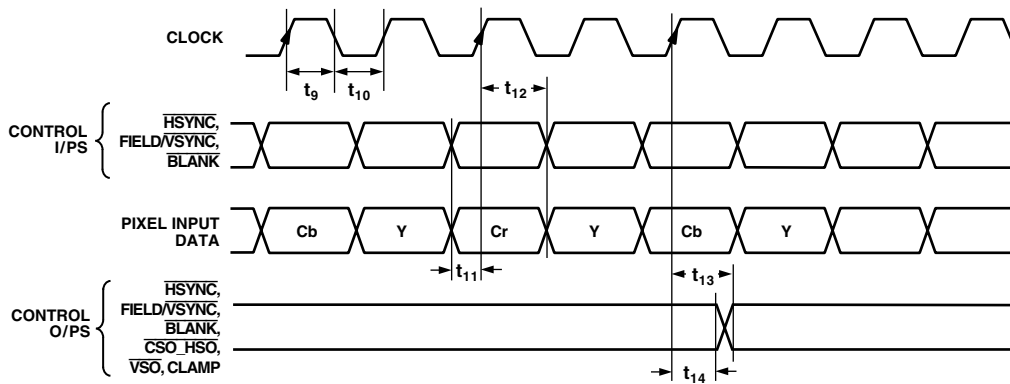 CLOCK
t9
t10
t12
CONTROL
I/PS
HSYNC,
FIELD/VSYNC,
BLANK
PIXEL INPUT
DATA
Cb
Y
Cr
Y
Cb
Y
t11
t13
CONTROL
O/PS
HSYNC,
FIELD/VSYNC,
BLANK,
CSO_HSO,
VSO, CLAMP
t14